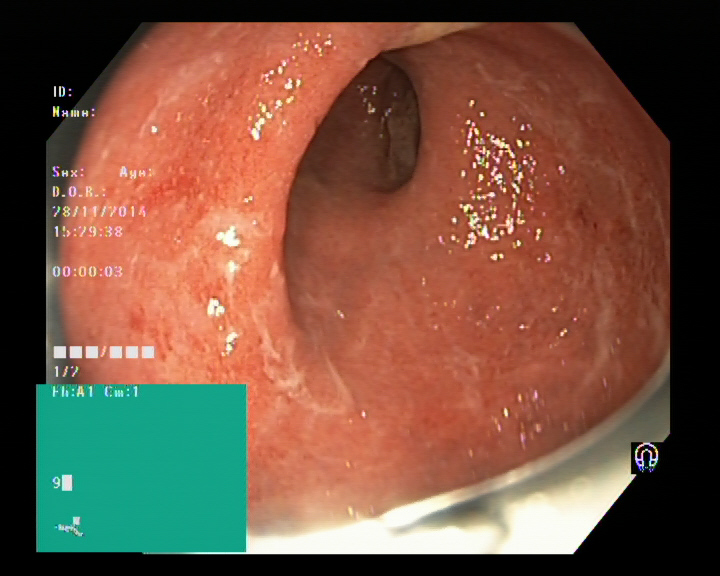 ID:
Name:
Sex: Age:
D.O.B.:
28/11/2014
15:29:38
00:00:03
/
1/2
Eh:A1 Cm:1
9